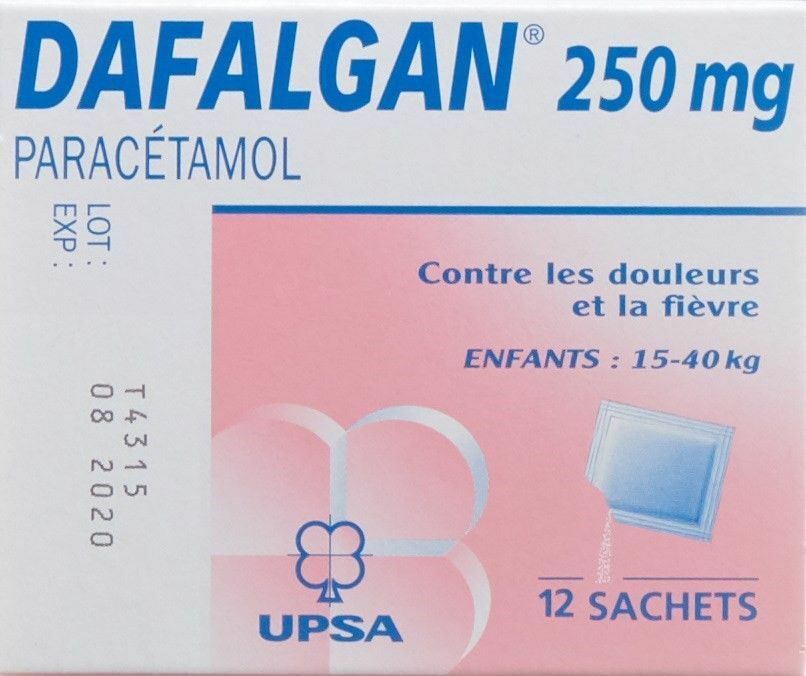 DAFALGAN® 250 mg
PARACÉTAMOL
LOT :
EXP :
T4315
08 2020
Contre les douleurs
et la fièvre
ENFANTS : 15-40 kg
12 SACHETS
UPSA